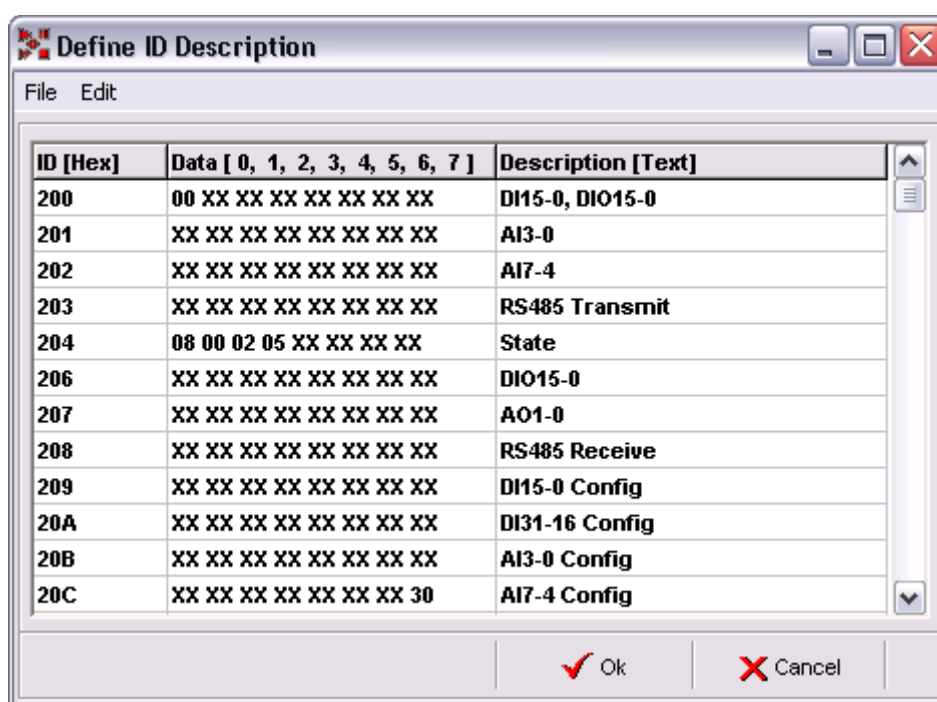 Define ID Description
File Edit
ID [Hex] Data [ 0, 1, 2, 3, 4, 5, 6, 7 ] Description [Text]
200 00 XX XX XX XX XX XX XX DI15-0, DIO15-0
201 XX XX XX XX XX XX XX XX AI3-0
202 XX XX XX XX XX XX XX XX AI7-4
203 XX XX XX XX XX XX XX XX RS485 Transmit
204 08 00 02 05 XX XX XX XX State
206 XX XX XX XX XX XX XX XX DIO15-0
207 XX XX XX XX XX XX XX XX AO1-0
208 XX XX XX XX XX XX XX XX RS485 Receive
209 XX XX XX XX XX XX XX XX DI15-0 Config
20A XX XX XX XX XX XX XX XX DI31-16 Config
20B XX XX XX XX XX XX XX XX AI3-0 Config
20C XX XX XX XX XX XX XX 30 AI7-4 Config
Ok Cancel